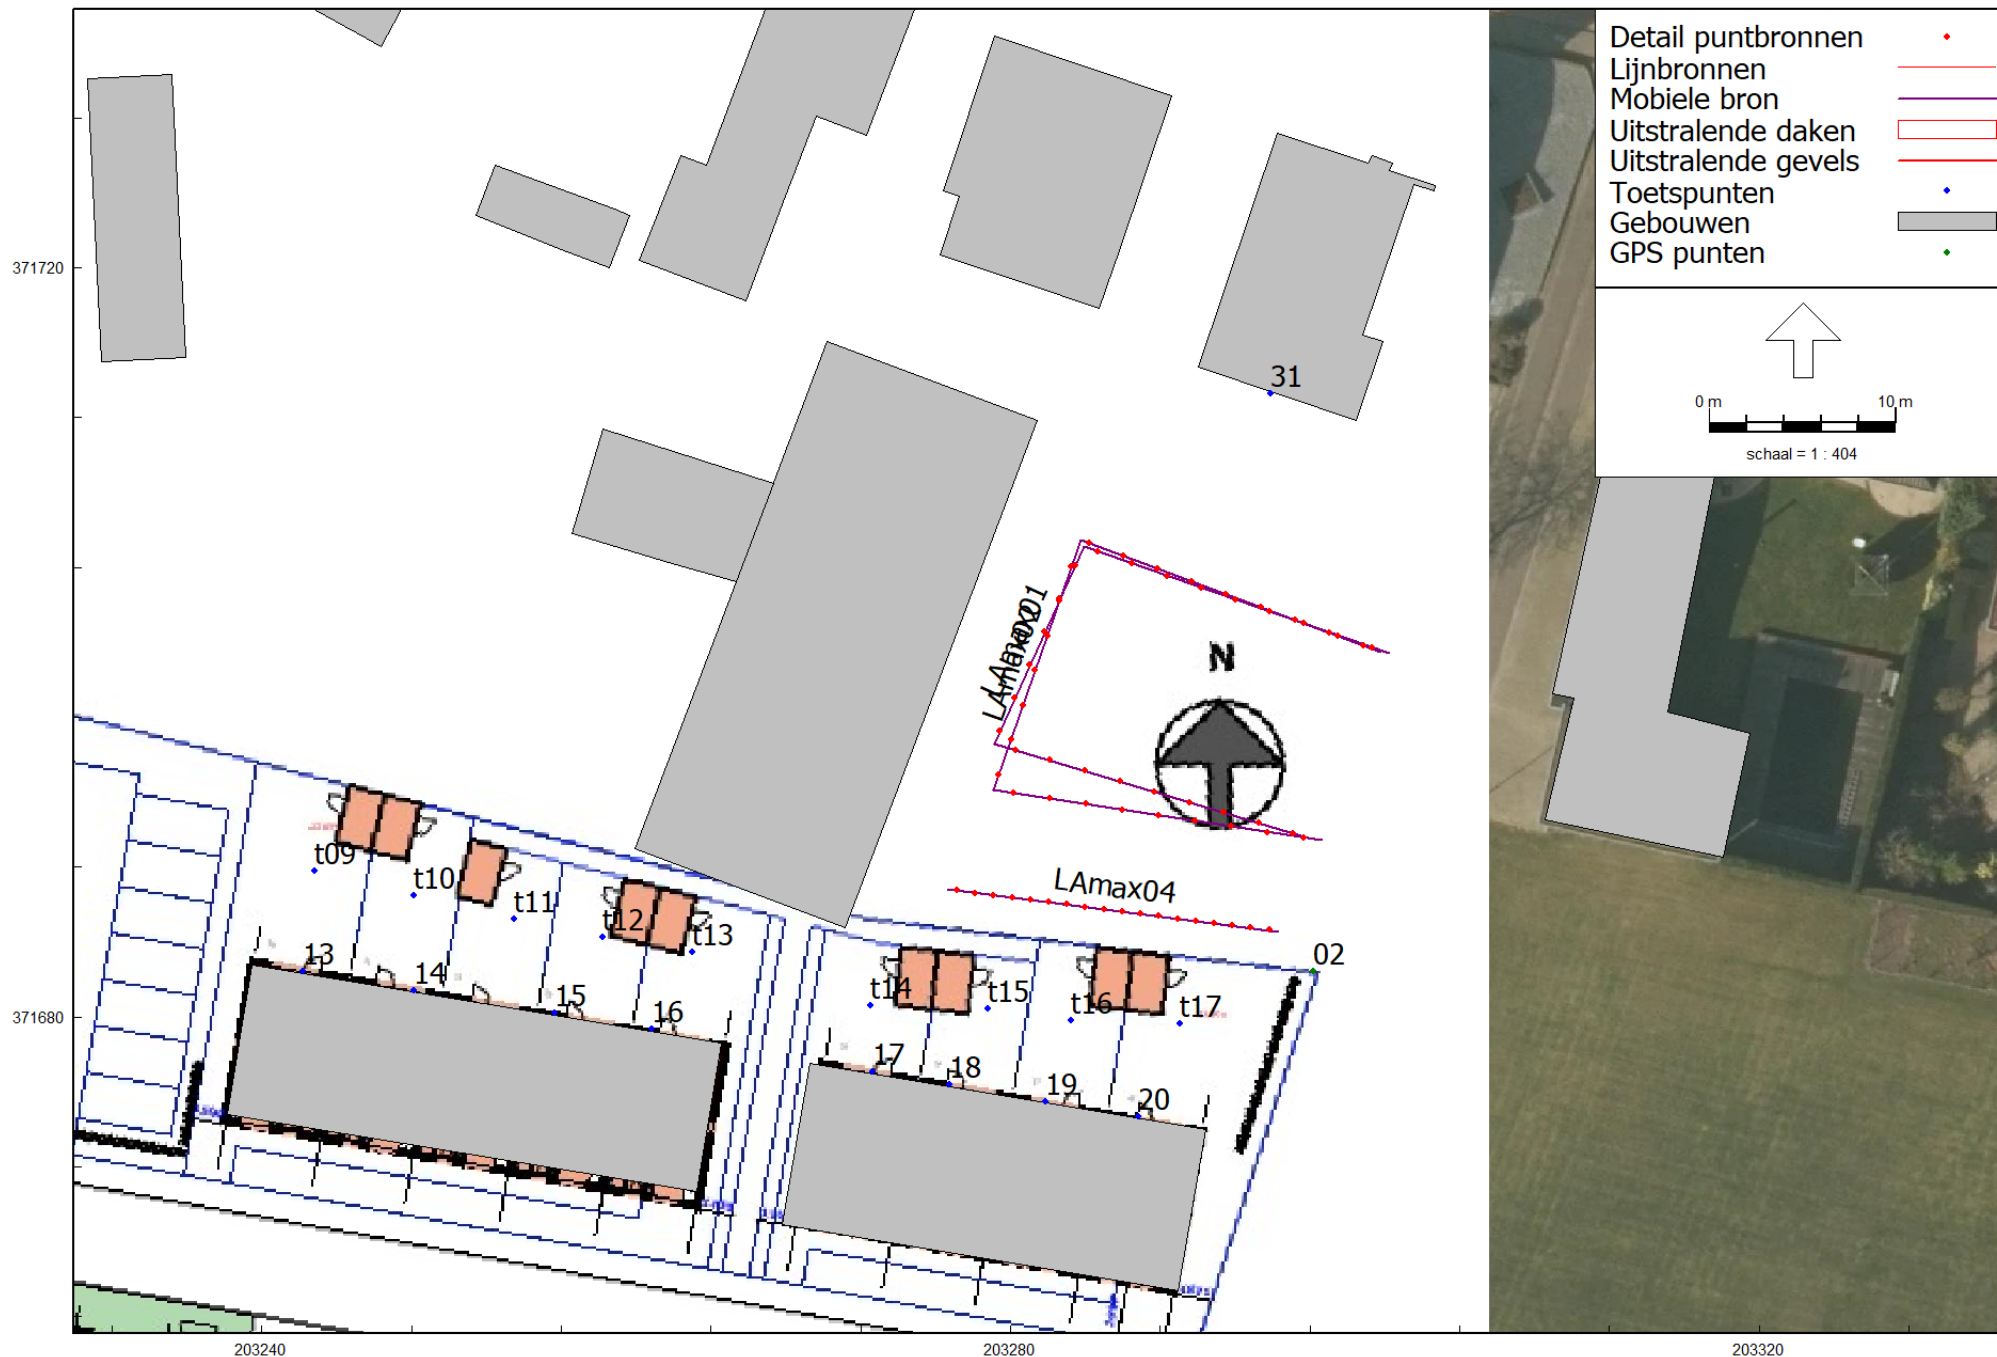 Detail puntbronnen
Lijnbronnen
Mobiele bron
Uitstralende daken
Uitstralende gevels
Toetspunten
Gebouwen
GPS punten
0 m
10 m
schaal = 1 : 404
371720
31
LAmax01
LAmax02
N
t09
t10
t11
t12
t13
LAmax04
02
13
14
15
16
t14
t15
t16
t17
371680
17
18
19
20
203240
203280
203320